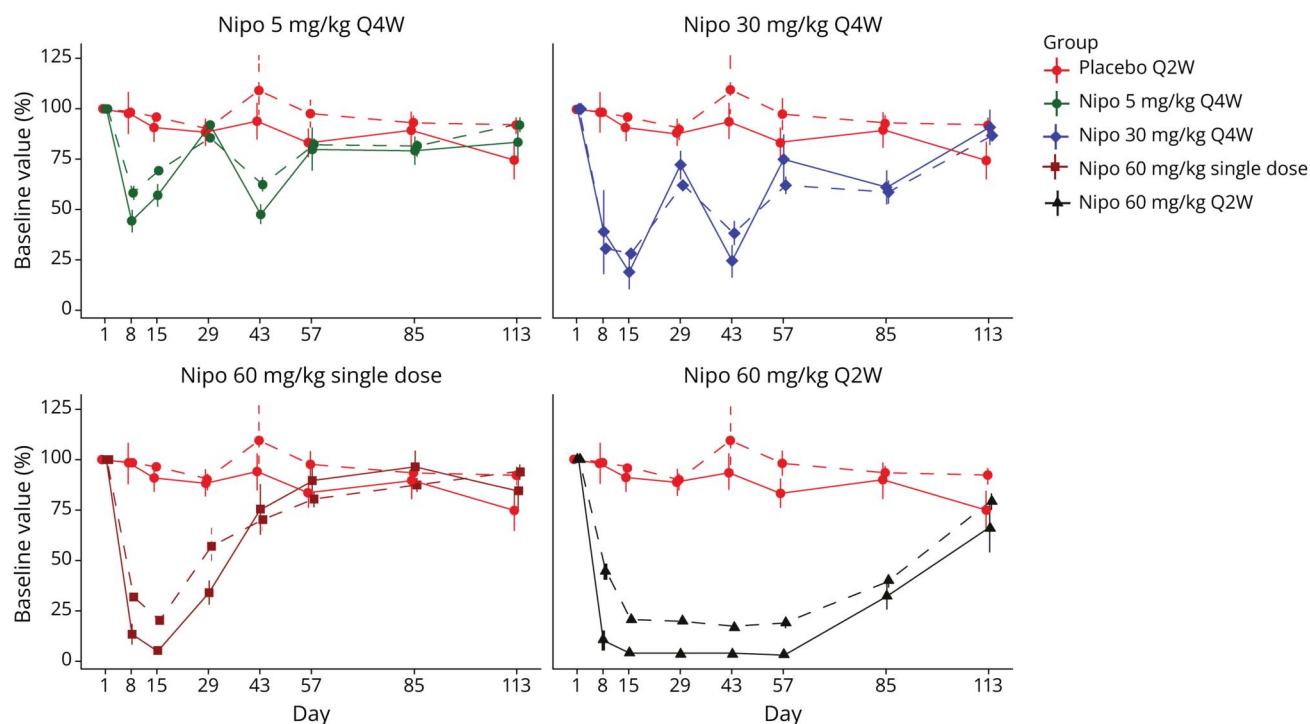 Nipo 5 mg/kg Q4W
Nipo 30 mg/kg Q4W
Group
Placebo Q2W
Nipo 5 mg/kg Q4W
Nipo 30 mg/kg Q4W
Nipo 60 mg/kg single dose
Nipo 60 mg/kg Q2W
Baseline value (%)
125
100
75
50
25
0
1 8 15 29 43 57 85 113
1 8 15 29 43 57 85 113
Nipo 60 mg/kg single dose
Nipo 60 mg/kg Q2W
Baseline value (%)
125
100
75
50
25
0
1 8 15 29 43 57 85 113
1 8 15 29 43 57 85 113
Day
Day